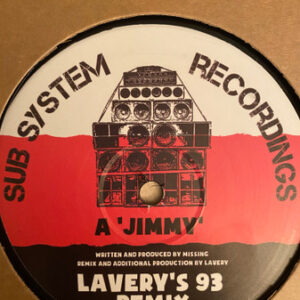 SUB SYSTEM RECORDINGS
A 'JIMMY'
WRITTEN AND PRODUCED BY MISSING
REMIX AND ADDITIONAL PRODUCTION BY LAVERY
LAVERY'S 93
REMIX